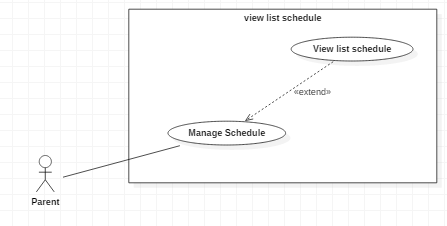 view list schedule
View list schedule
«extend»
Manage Schedule
Parent